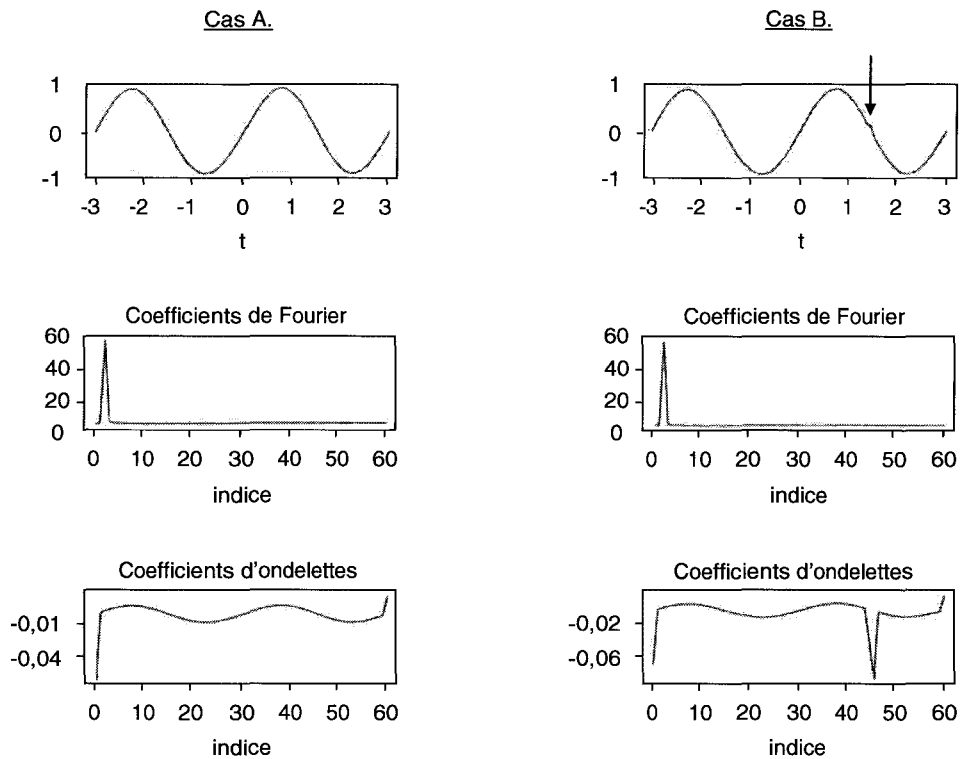 Cas A.
Cas B.
1
0
-1
-3 -2 -1 0 1 2 3
t
1
0
-1
-3 -2 -1 0 1 2 3
t
Coefficients de Fourier
60
40
20
0
0 10 20 30 40 50 60
indice
Coefficients de Fourier
60
40
20
0
0 10 20 30 40 50 60
indice
Coefficients d'ondelettes
-0,01
-0,04
0 10 20 30 40 50 60
indice
Coefficients d'ondelettes
-0,02
-0,06
0 10 20 30 40 50 60
indice